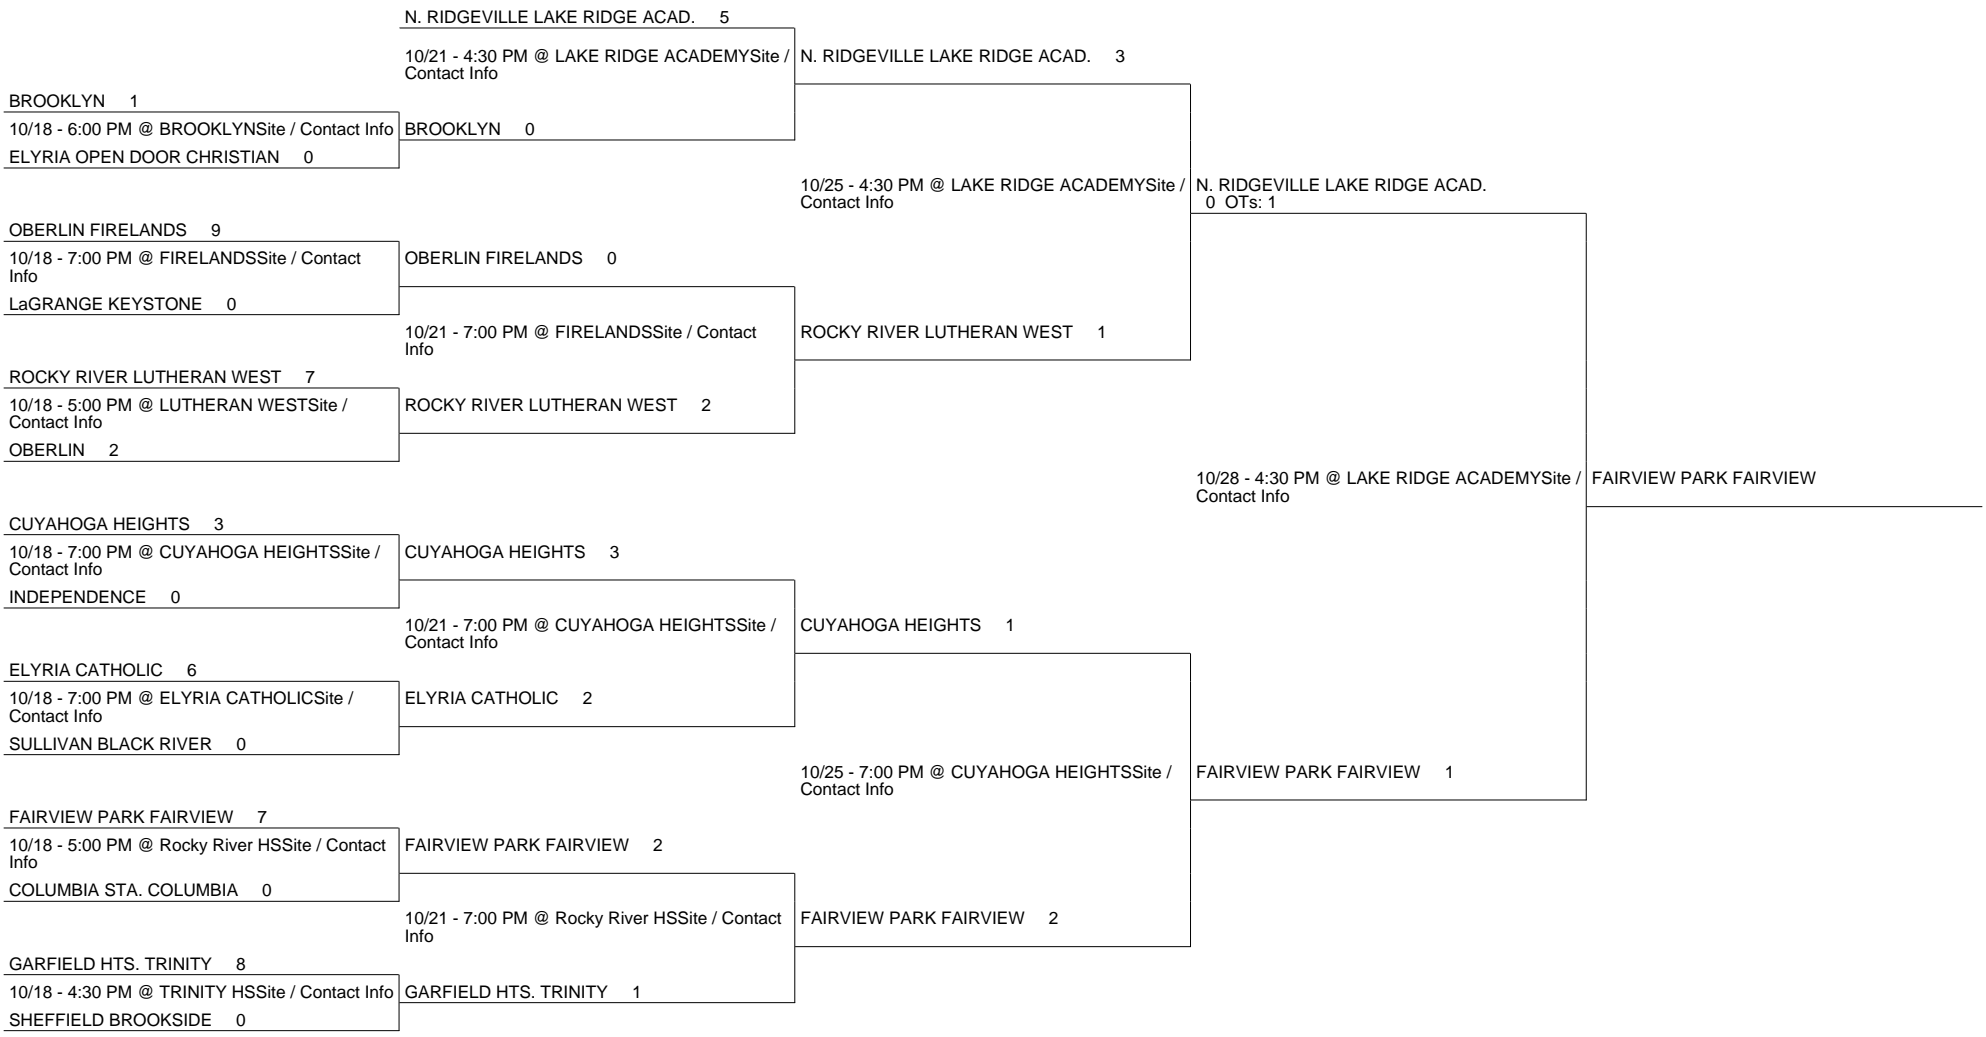 N. RIDGEVILLE LAKE RIDGE ACAD. 5
10/21 - 4:30 PM @ LAKE RIDGE ACADEMYSite /
Contact Info
N. RIDGEVILLE LAKE RIDGE ACAD. 3
BROOKLYN 1
10/18 - 6:00 PM @ BROOKLYNSite / Contact Info
BROOKLYN 0
ELYRIA OPEN DOOR CHRISTIAN 0
10/25 - 4:30 PM @ LAKE RIDGE ACADEMYSite /
Contact Info
N. RIDGEVILLE LAKE RIDGE ACAD.
0 OTs: 1
OBERLIN FIRELANDS 9
10/18 - 7:00 PM @ FIRELANDSSite / Contact
Info
OBERLIN FIRELANDS 0
LaGRANGE KEYSTONE 0
10/21 - 7:00 PM @ FIRELANDSSite / Contact
Info
ROCKY RIVER LUTHERAN WEST 1
ROCKY RIVER LUTHERAN WEST 7
10/18 - 5:00 PM @ LUTHERAN WESTSite /
Contact Info
ROCKY RIVER LUTHERAN WEST 2
OBERLIN 2
10/28 - 4:30 PM @ LAKE RIDGE ACADEMYSite /
Contact Info
FAIRVIEW PARK FAIRVIEW
CUYAHOGA HEIGHTS 3
10/18 - 7:00 PM @ CUYAHOGA HEIGHTSSite /
Contact Info
CUYAHOGA HEIGHTS 3
INDEPENDENCE 0
10/21 - 7:00 PM @ CUYAHOGA HEIGHTSSite /
Contact Info
CUYAHOGA HEIGHTS 1
ELYRIA CATHOLIC 6
10/18 - 7:00 PM @ ELYRIA CATHOLICSite /
Contact Info
ELYRIA CATHOLIC 2
SULLIVAN BLACK RIVER 0
10/25 - 7:00 PM @ CUYAHOGA HEIGHTSSite /
Contact Info
FAIRVIEW PARK FAIRVIEW 1
FAIRVIEW PARK FAIRVIEW 7
10/18 - 5:00 PM @ Rocky River HSSite / Contact
Info
FAIRVIEW PARK FAIRVIEW 2
COLUMBIA STA. COLUMBIA 0
10/21 - 7:00 PM @ Rocky River HSSite / Contact
Info
FAIRVIEW PARK FAIRVIEW 2
GARFIELD HTS. TRINITY 8
10/18 - 4:30 PM @ TRINITY HSSite / Contact Info
GARFIELD HTS. TRINITY 1
SHEFFIELD BROOKSIDE 0